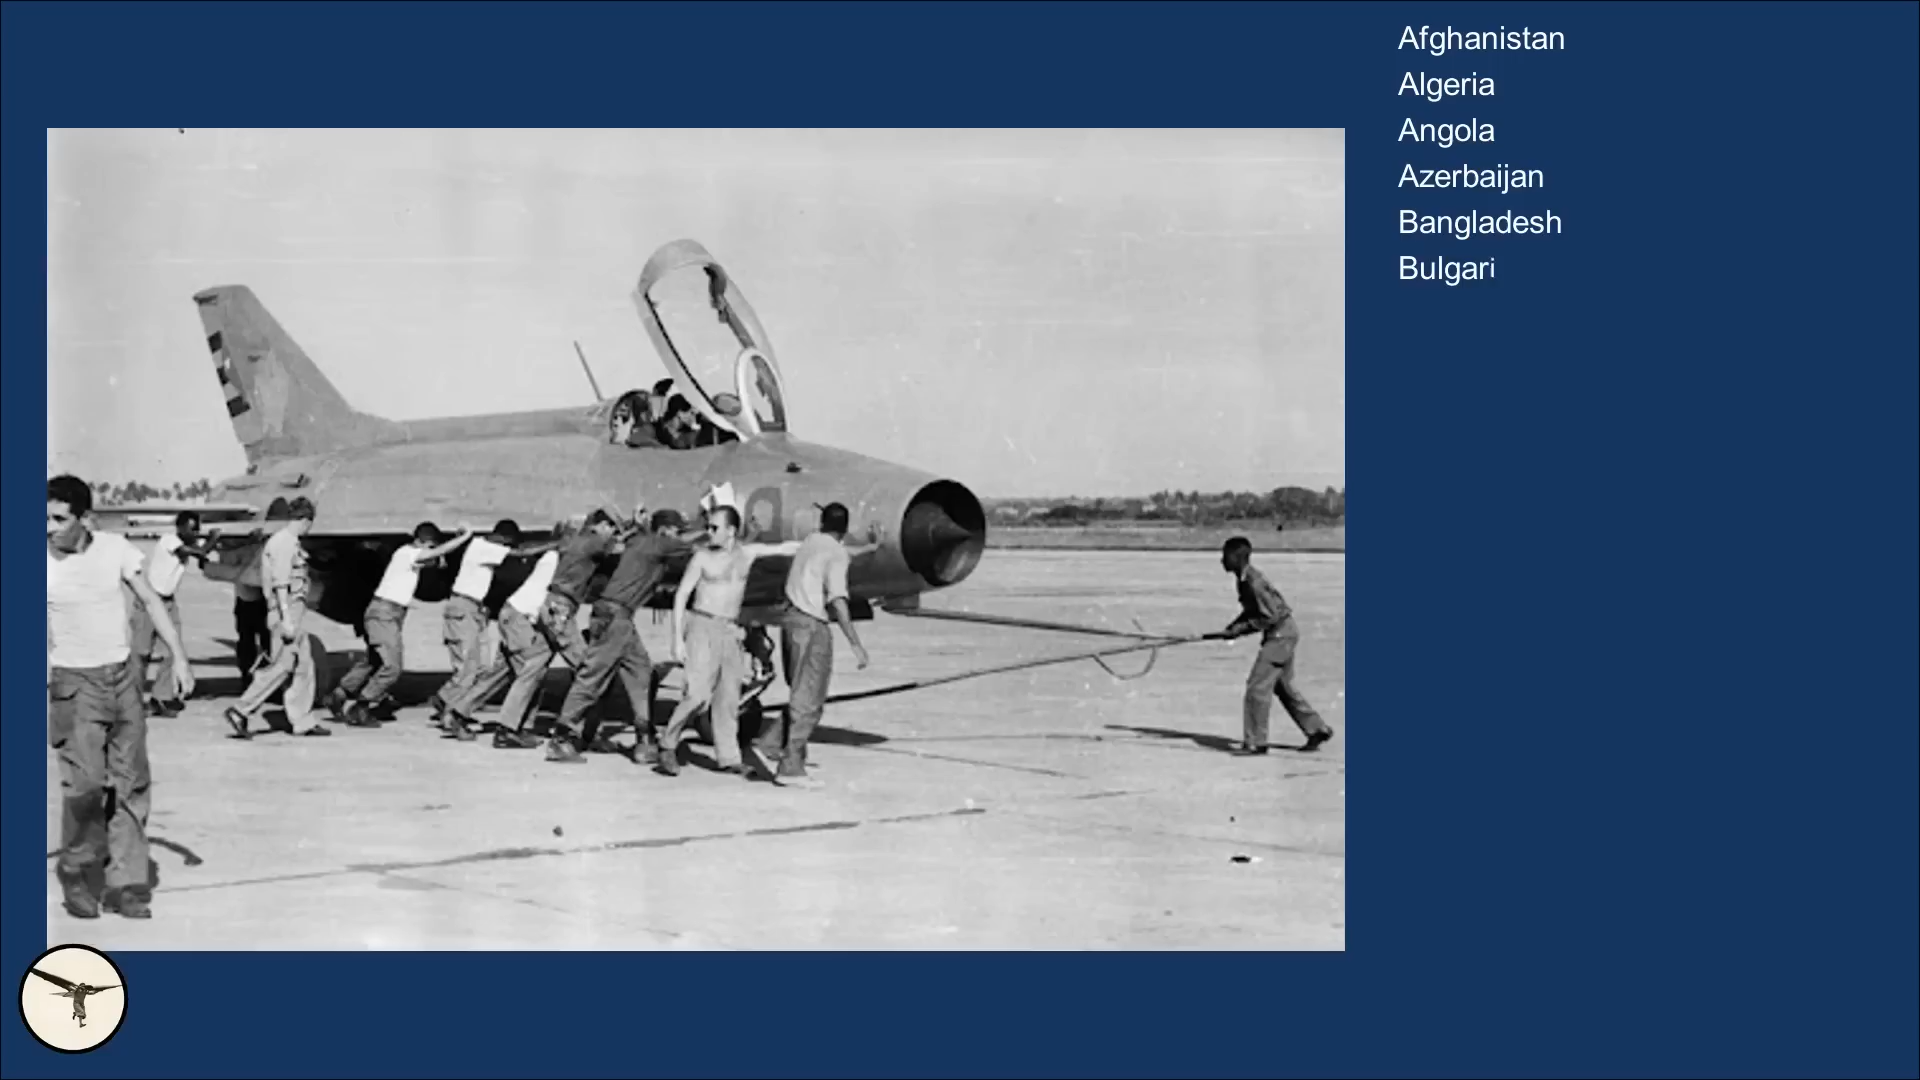 Afghanistan
Algeria
Angola
Azerbaijan
Bangladesh
Bulgari